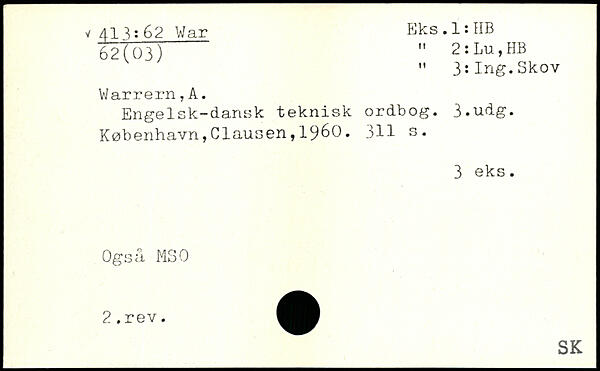 v 413:62 War Eks.1:HB
62(03) " 2:Lu,HB
" 3:Ing.Skov
Warrern,A.
Engelsk-dansk teknisk ordbog. 3.udg.
København,Clausen,1960. 311 s.
3 eks.
Også MSO
2.rev.
SK